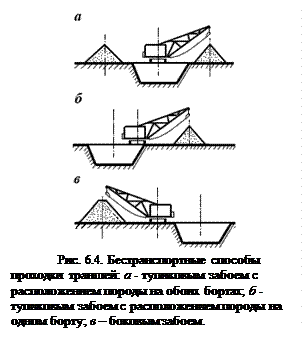 а
б
в
Рис. 6.4. Бестранспортные способы
проходки траншей: а - тупиковым забоем с
расположением породы на обоих бортах; б -
тупиковым забоем с расположением породы на
одном борту; в – боковым забоем.